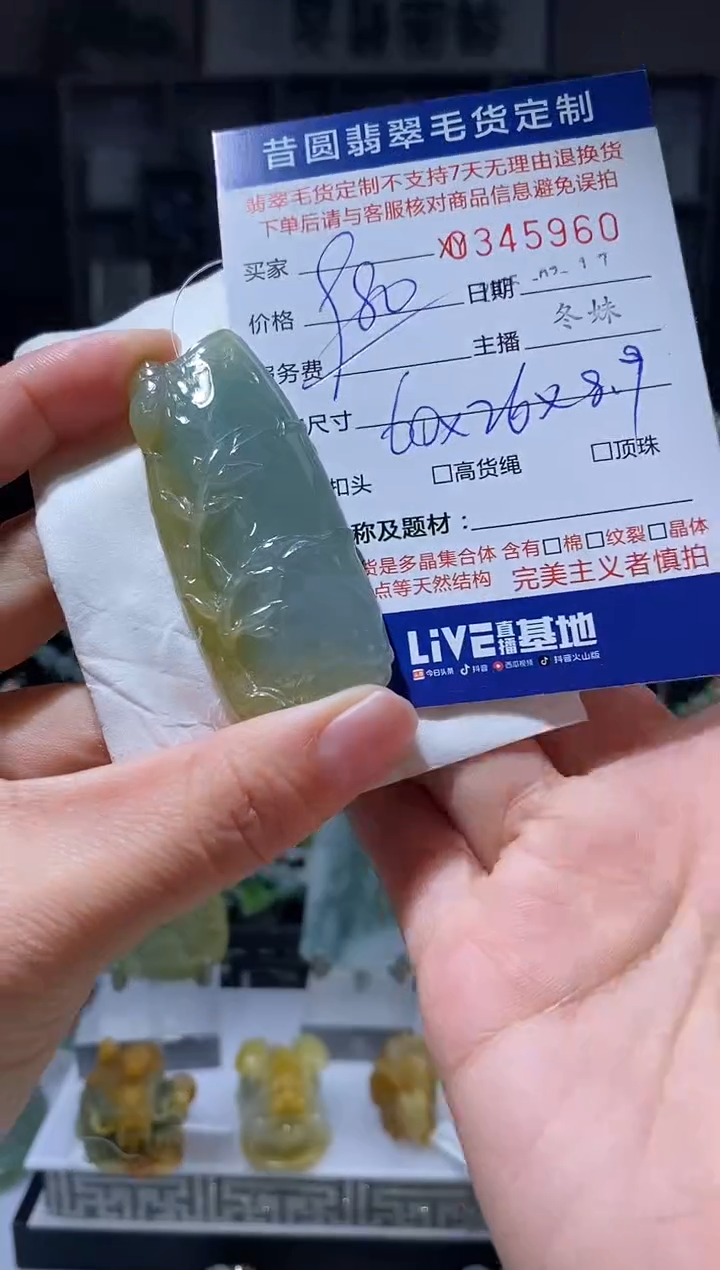 昔圆翡翠毛货定制
翡翠毛货定制不支持7天无理由退换货
下单后请与客服核对商品信息避免误拍
买家 XY0345960
价格 980 日期
务费 主播 冬妹
尺寸 60x26x8.9
扣头 □高货绳 □顶珠
称及题材：
货是多晶集合体 含有□棉□纹裂□晶体
点等天然结构 完美主义者慎拍
LIVE直播基地
今日头条 抖音 西瓜视频 抖音火山版